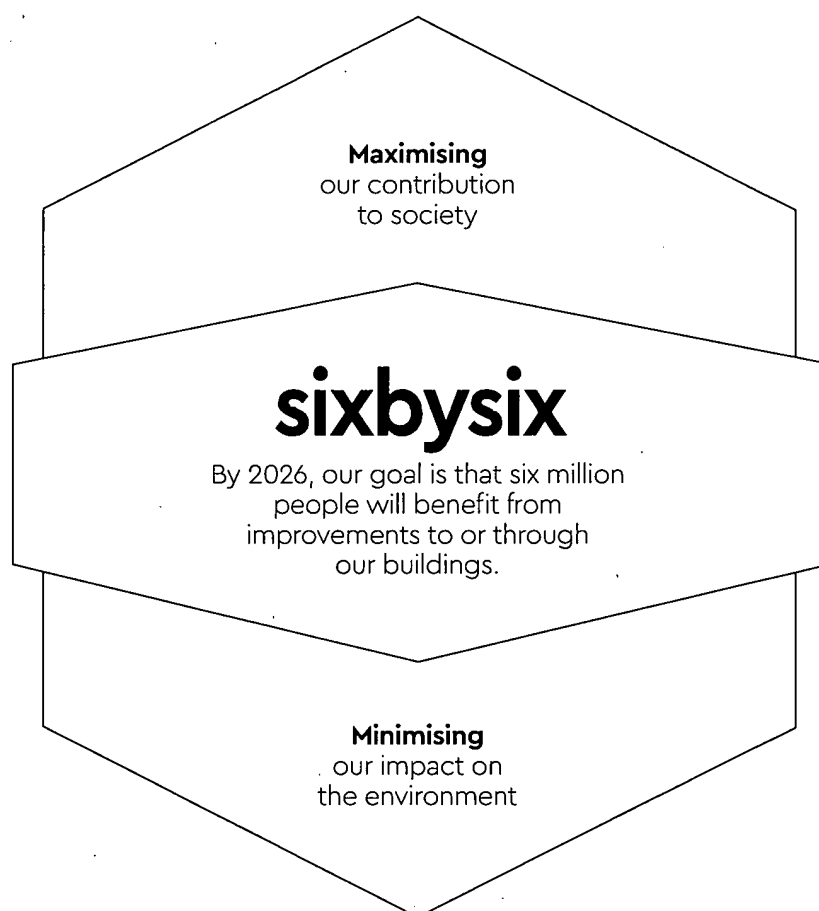 Maximising
our contribution
to society
sixbysix
By 2026, our goal is that six million
people will benefit from
improvements to or through
our buildings.
Minimising
our impact on
the environment